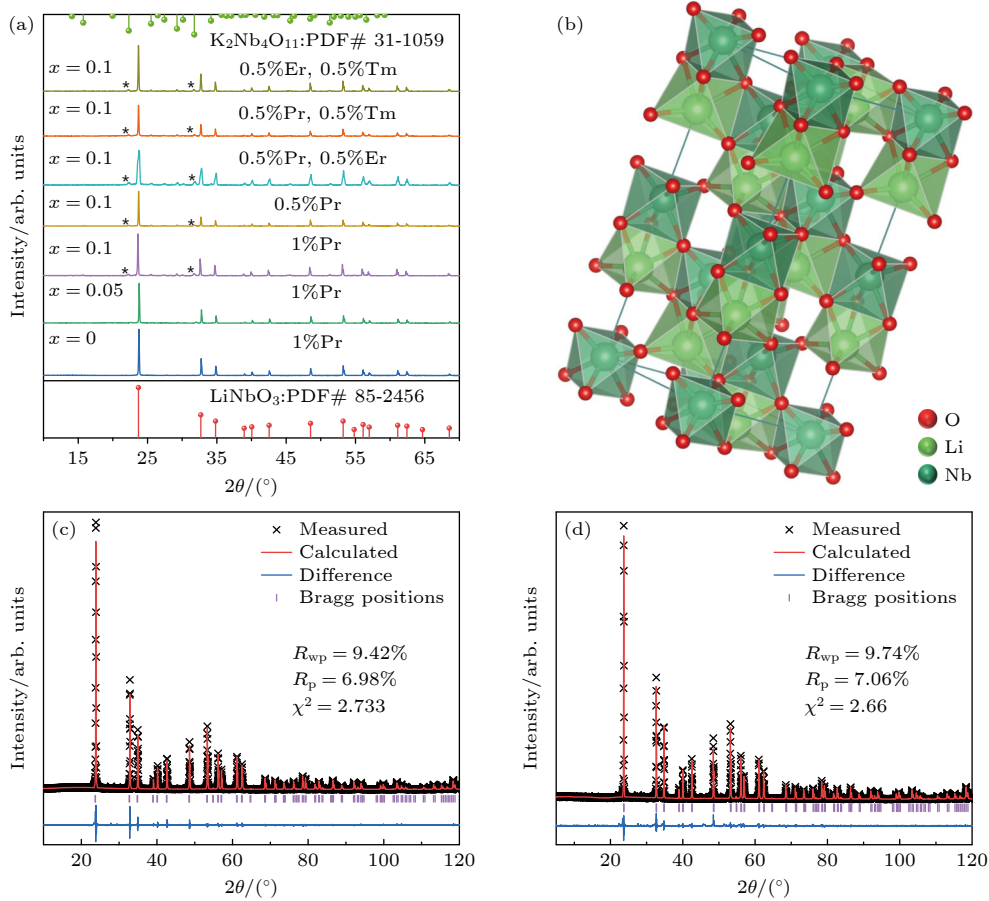 (a)
K₂Nb₄O₁₁:PDF# 31-1059
x = 0.1
0.5%Er, 0.5%Tm
* *
x = 0.1
0.5%Pr, 0.5%Tm
* *
x = 0.1
0.5%Pr, 0.5%Er
* *
x = 0.1
0.5%Pr
* *
x = 0.1
1%Pr
* *
x = 0.05
1%Pr
x = 0
1%Pr
LiNbO₃:PDF# 85-2456
15 25 35 45 55 65
2θ/(°)
Intensity/arb. units
(b)
O
Li
Nb
(c)
× Measured
Calculated
Difference
Bragg positions
Rwp = 9.42%
Rp = 6.98%
χ² = 2.733
20 40 60 80 100 120
2θ/(°)
Intensity/arb. units
(d)
× Measured
Calculated
Difference
Bragg positions
Rwp = 9.74%
Rp = 7.06%
χ² = 2.66
20 40 60 80 100 120
2θ/(°)
Intensity/arb. units